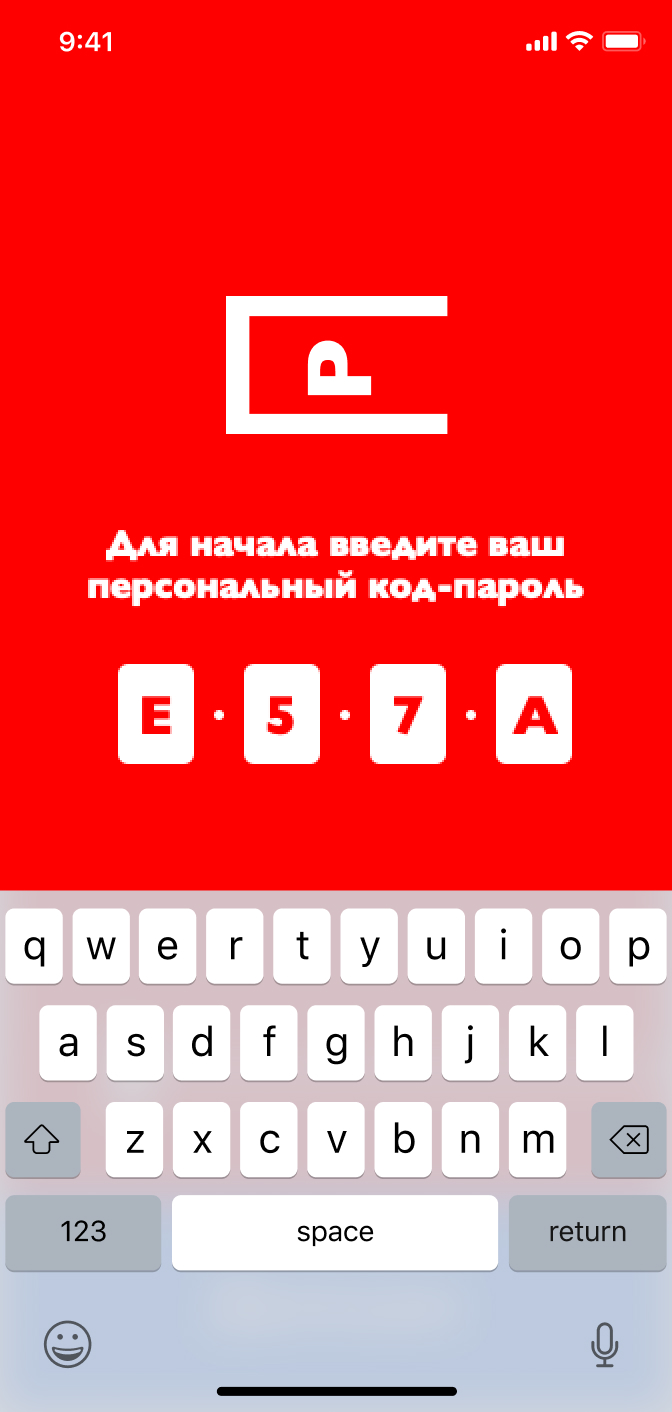 9:41
P
Для начала введите ваш
персональный код-пароль
E · 5 · 7 · A
q w e r t y u i o p
a s d f g h j k l
z x c v b n m
123 space return